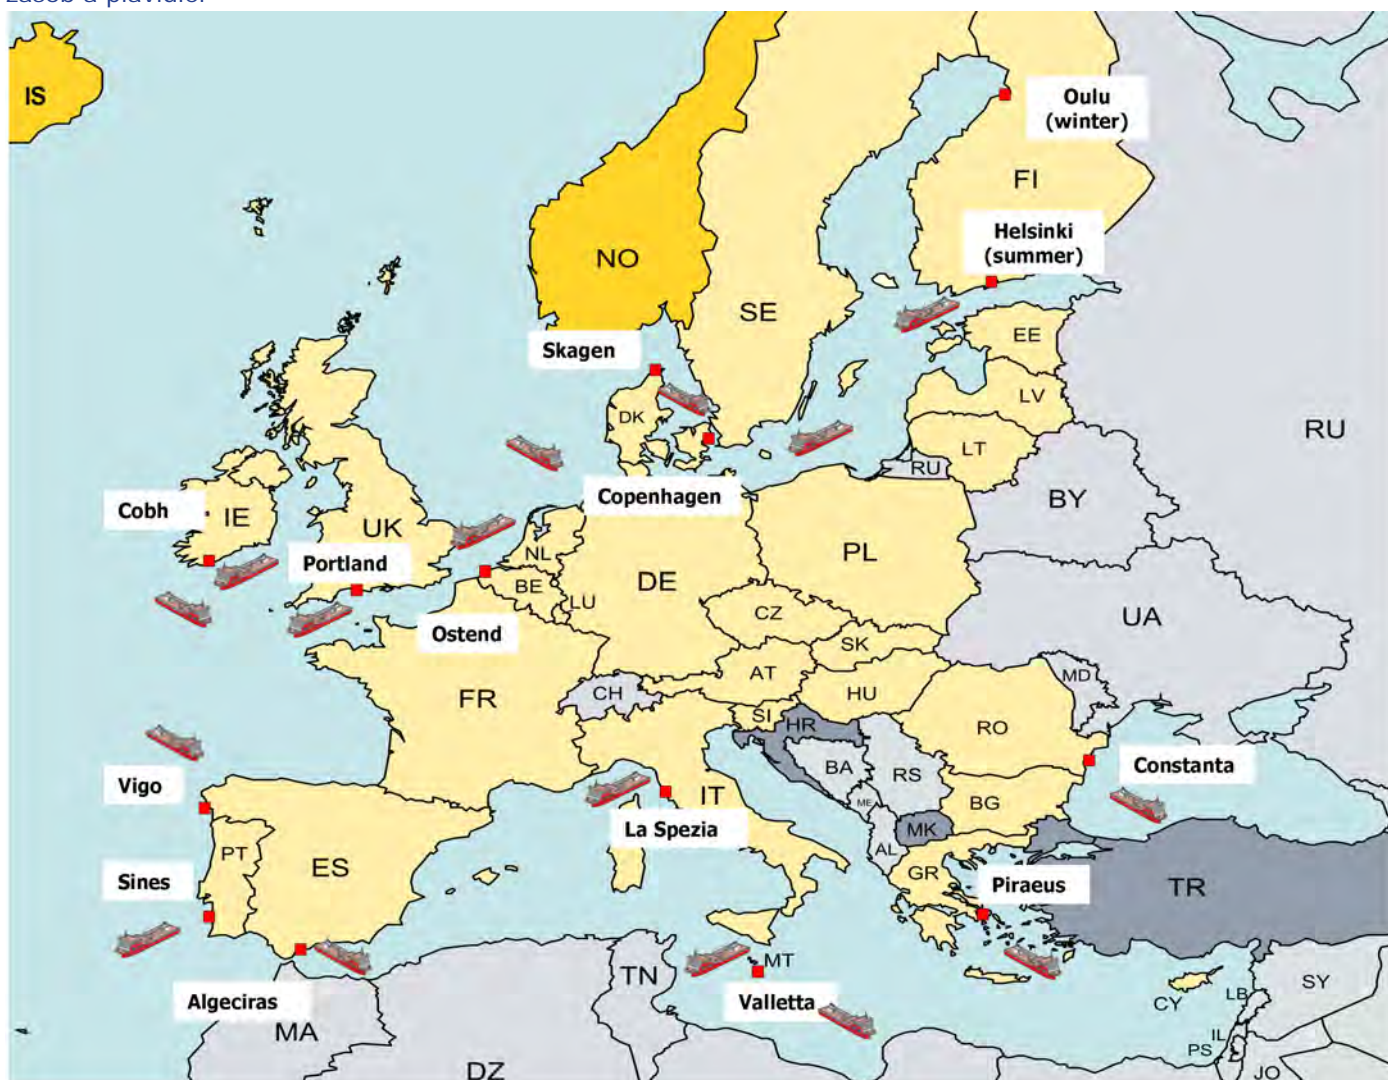 zásob a plavidlo.
IS
Oulu
(winter)
FI
Helsinki
(summer)
NO
SE
EE
Skagen
LV
DK
LT
RU
RU
BY
Copenhagen
Cobh
IE
UK
Portland
NL
BE
LU
DE
PL
Ostend
CZ
SK
UA
AT
HU
MD
CH
FR
SI
HR
RO
BA
RS
Constanta
Vigo
IT
ME
BG
MK
La Spezia
AL
PT
ES
GR
Sines
Piraeus
TR
MT
TN
Algeciras
Valletta
MA
CY
LB
SY
IL
PS
JO
DZ